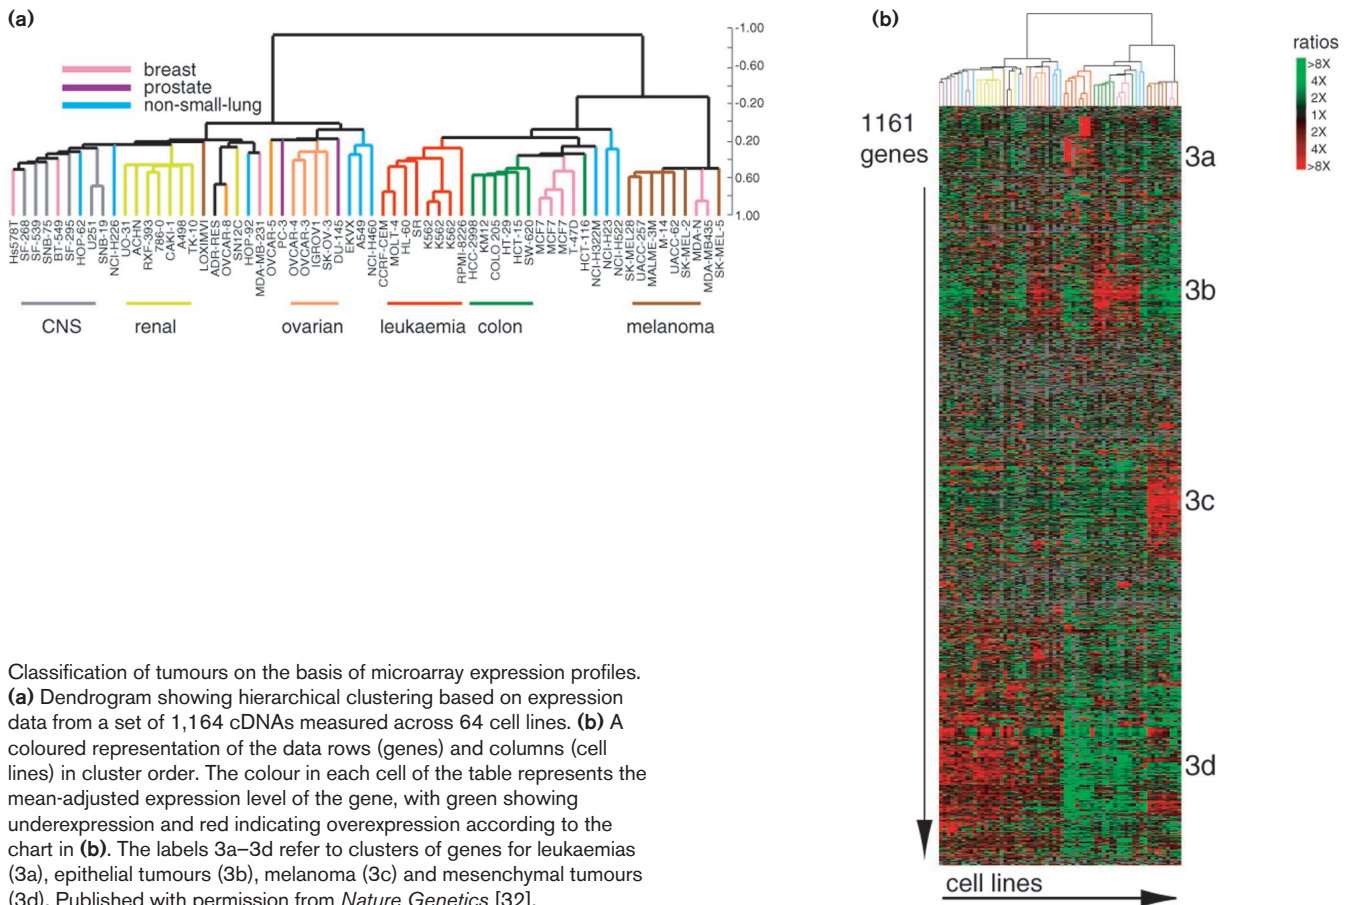 (a)
-1.00
-0.60
-0.20
0.20
0.60
1.00
breast
prostate
non-small-lung
Hs578T
SF-268
SF-539
SNB-75
BT-549
SF-295
HOP-62
U251
SNB-19
NCI-H226
UO-31
ACHN
RXF-393
786-0
CAKI-1
A498
TK-10
LOXIMVI
ADR-RES
OVCAR-8
SN12C
HOP-92
MDA-MB-231
OVCAR-5
PC-3
OVCAR-4
OVCAR-3
IGROV1
SK-OV-3
DU-145
EKVX
A549
NCI-H460
CCRF-CEM
MOLT-4
HL-60
SR
K562
K562
K562
RPMI-8226
HCC-2998
KM12
COLO 205
HT-29
HCT-15
SW-620
MCF7
MCF7
MCF7
T-47D
HCT-116
NCI-H322M
NCI-H23
NCI-H522
SK-MEL28
UACC-257
MALME-3M
M-14
UACC-62
SK-MEL-2
MDA-N
MDA-MB435
SK-MEL-5
CNS
renal
ovarian
leukaemia
colon
melanoma
(b)
ratios
>8X
4X
2X
1X
2X
4X
>8X
1161
genes
3a
3b
3c
3d
cell lines
Classification of tumours on the basis of microarray expression profiles.
(a) Dendrogram showing hierarchical clustering based on expression
data from a set of 1,164 cDNAs measured across 64 cell lines. (b) A
coloured representation of the data rows (genes) and columns (cell
lines) in cluster order. The colour in each cell of the table represents the
mean-adjusted expression level of the gene, with green showing
underexpression and red indicating overexpression according to the
chart in (b). The labels 3a–3d refer to clusters of genes for leukaemias
(3a), epithelial tumours (3b), melanoma (3c) and mesenchymal tumours
(3d). Published with permission from Nature Genetics [32].